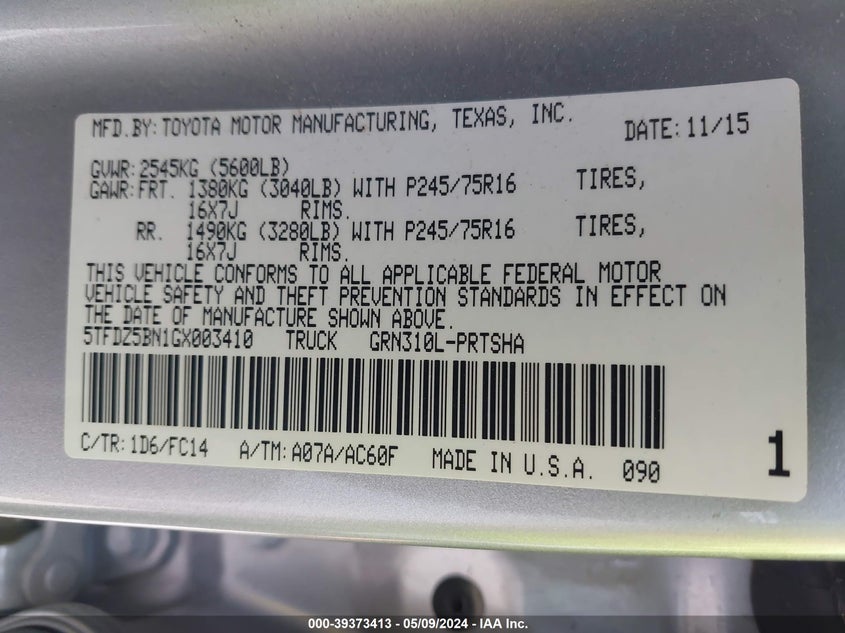 MFD.BY:TOYOTA MOTOR MANUFACTURING, TEXAS, INC. DATE:11/15
GVWR:2545KG (5600LB)
GAWR:FRT. 1380KG (3040LB) WITH P245/75R16 TIRES,
16X7J RIMS.
RR. 1490KG (3280LB) WITH P245/75R16 TIRES,
16X7J RIMS.
THIS VEHICLE CONFORMS TO ALL APPLICABLE FEDERAL MOTOR
VEHICLE SAFETY AND THEFT PREVENTION STANDARDS IN EFFECT ON
THE DATE OF MANUFACTURE SHOWN ABOVE.
5TFDZ5BN1GX003410 TRUCK GRN310L-PRTSHA
C/TR:1D6/FC14 A/TM:A07A/AC60F MADE IN U.S.A. 090 1
000-39373413 - 05/09/2024 - IAA Inc.